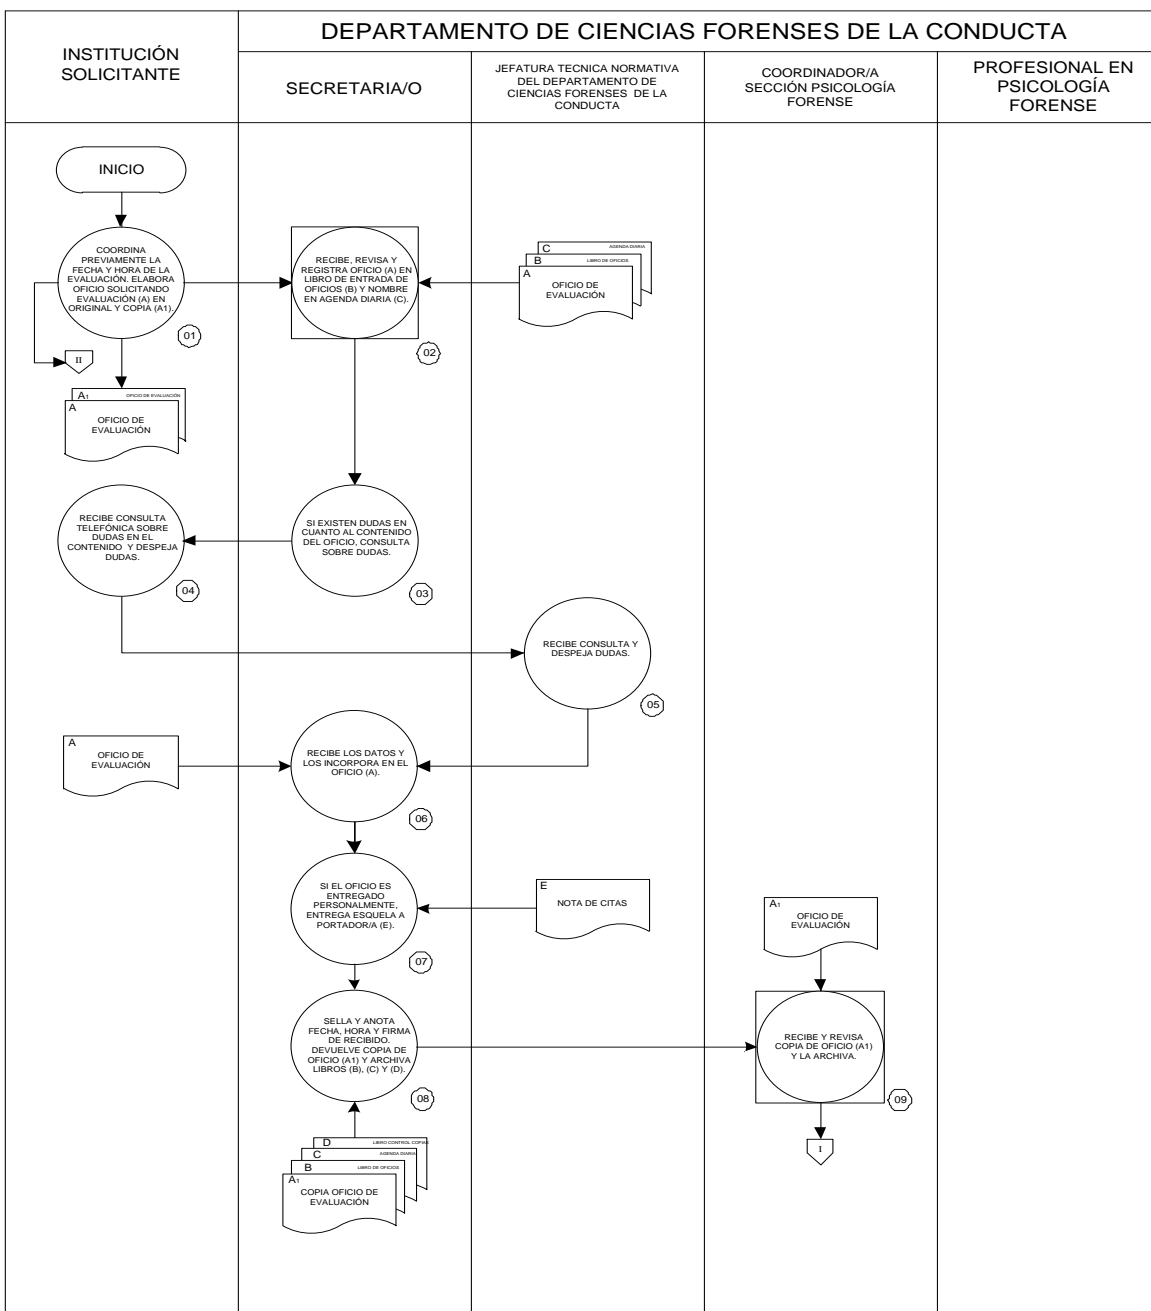 DEPARTAMENTO DE CIENCIAS FORENSES DE LA CONDUCTA
INSTITUCIÓN
SOLICITANTE
SECRETARIA/O
JEFATURA TECNICA NORMATIVA
DEL DEPARTAMENTO DE
CIENCIAS FORENSES DE LA
CONDUCTA
COORDINADOR/A
SECCIÓN PSICOLOGÍA
FORENSE
PROFESIONAL EN
PSICOLOGÍA
FORENSE
INICIO
COORDINA
PREVIAMENTE LA
FECHA Y HORA DE LA
EVALUACIÓN. ELABORA
OFICIO SOLICITANDO
EVALUACIÓN (A) EN
ORIGINAL Y COPIA (A1).
01
II
A1
OFICIO DE EVALUACIÓN
A
OFICIO DE
EVALUACIÓN
RECIBE, REVISA Y
REGISTRA OFICIO (A) EN
LIBRO DE ENTRADA DE
OFICIOS (B) Y NOMBRE
EN AGENDA DIARIA (C).
02
C
AGENDA DIARIA
B
LIBRO DE OFICIOS
A
OFICIO DE
EVALUACIÓN
SI EXISTEN DUDAS EN
CUANTO AL CONTENIDO
DEL OFICIO, CONSULTA
SOBRE DUDAS.
03
RECIBE CONSULTA
TELEFÓNICA SOBRE
DUDAS EN EL
CONTENIDO Y DESPEJA
DUDAS.
04
RECIBE CONSULTA Y
DESPEJA DUDAS.
05
A
OFICIO DE
EVALUACIÓN
RECIBE LOS DATOS Y
LOS INCORPORA EN EL
OFICIO (A).
06
SI EL OFICIO ES
ENTREGADO
PERSONALMENTE,
ENTREGA ESQUELA A
PORTADOR/A (E).
07
E
NOTA DE CITAS
A1
OFICIO DE
EVALUACIÓN
SELLA Y ANOTA
FECHA, HORA Y FIRMA
DE RECIBIDO.
DEVUELVE COPIA DE
OFICIO (A1) Y ARCHIVA
LIBROS (B), (C) Y (D).
08
RECIBE Y REVISA
COPIA DE OFICIO (A1)
Y LA ARCHIVA.
09
I
D
LIBRO CONTROL COPIAS
C
AGENDA DIARIA
B
LIBRO DE OFICIOS
A1
COPIA OFICIO DE
EVALUACIÓN